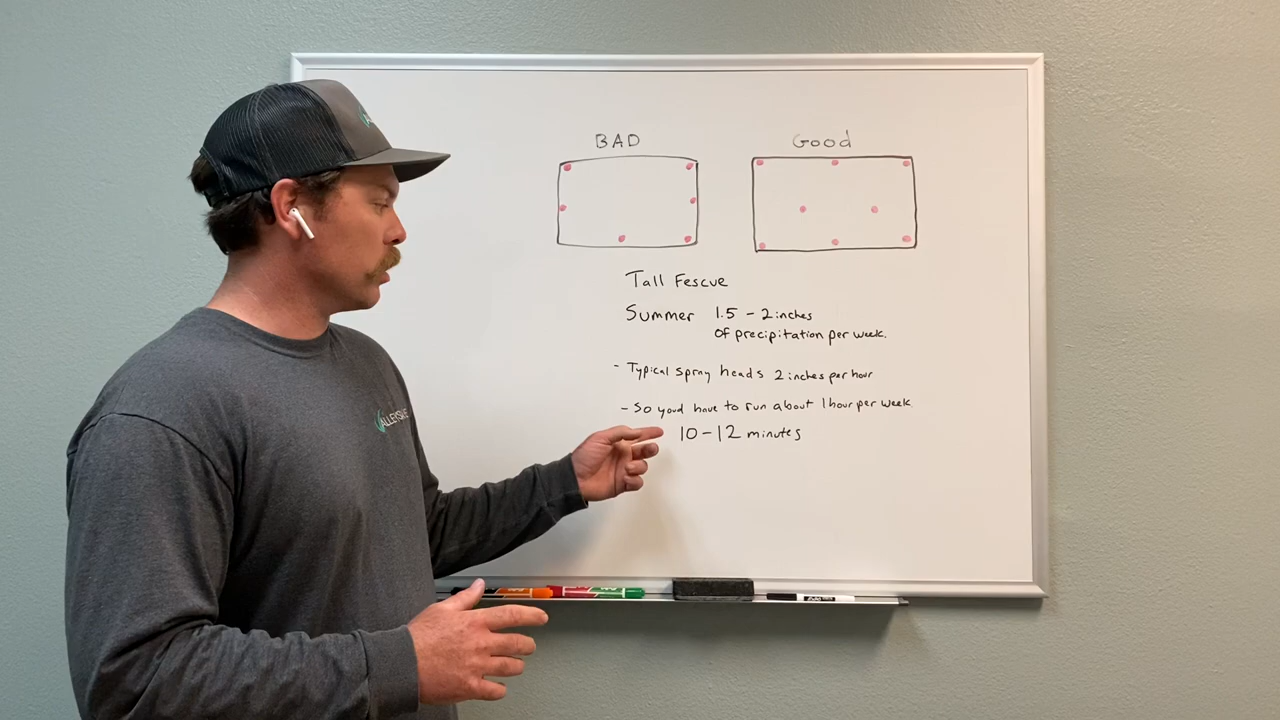 BAD
Good
Tall Fescue
Summer 1.5 - 2 inches
of precipitation per week.
- Typical spray heads 2 inches per hour
- So youd have to run about 1 hour per week.
10-12 minutes